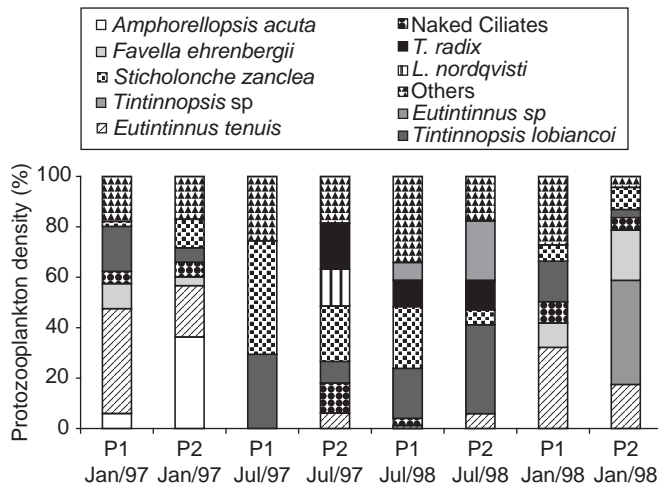 Amphorellopsis acuta
Favella ehrenbergii
Sticholonche zanclea
Tintinnopsis sp
Eutintinnus tenuis
Naked Ciliates
T. radix
L. nordqvisti
Others
Eutintinnus sp
Tintinnopsis lobiancoi
Protozooplankton density (%)
100
80
60
40
20
0
P1 P2 P1 P2 P1 P2 P1 P2
Jan/97 Jan/97 Jul/97 Jul/97 Jul/98 Jul/98 Jan/98 Jan/98